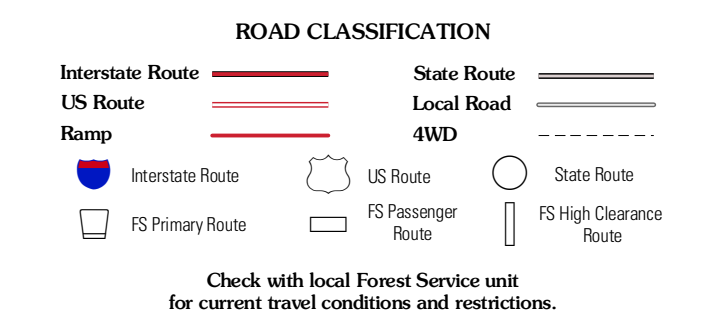 ROAD CLASSIFICATION
Interstate Route
State Route
US Route
Local Road
Ramp
4WD
Interstate Route
US Route
State Route
FS Primary Route
FS Passenger
Route
FS High Clearance
Route
Check with local Forest Service unit
for current travel conditions and restrictions.